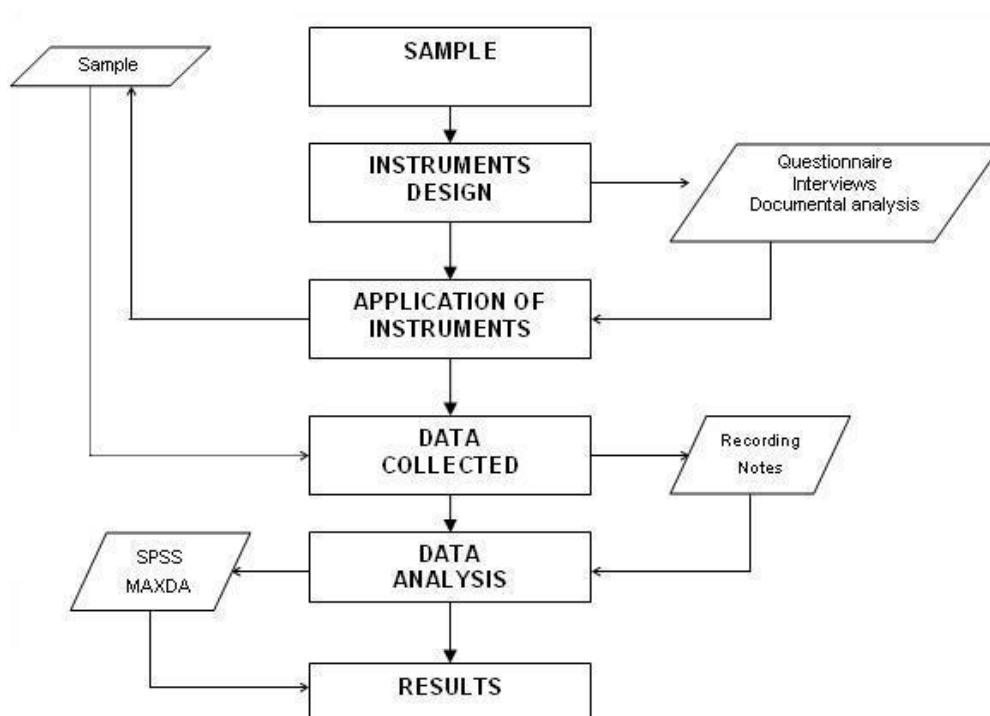 SAMPLE
Sample
INSTRUMENTS
DESIGN
Questionnaire
Interviews
Documental analysis
APPLICATION OF
INSTRUMENTS
DATA
COLLECTED
Recording
Notes
DATA
ANALYSIS
SPSS
MAXDA
RESULTS